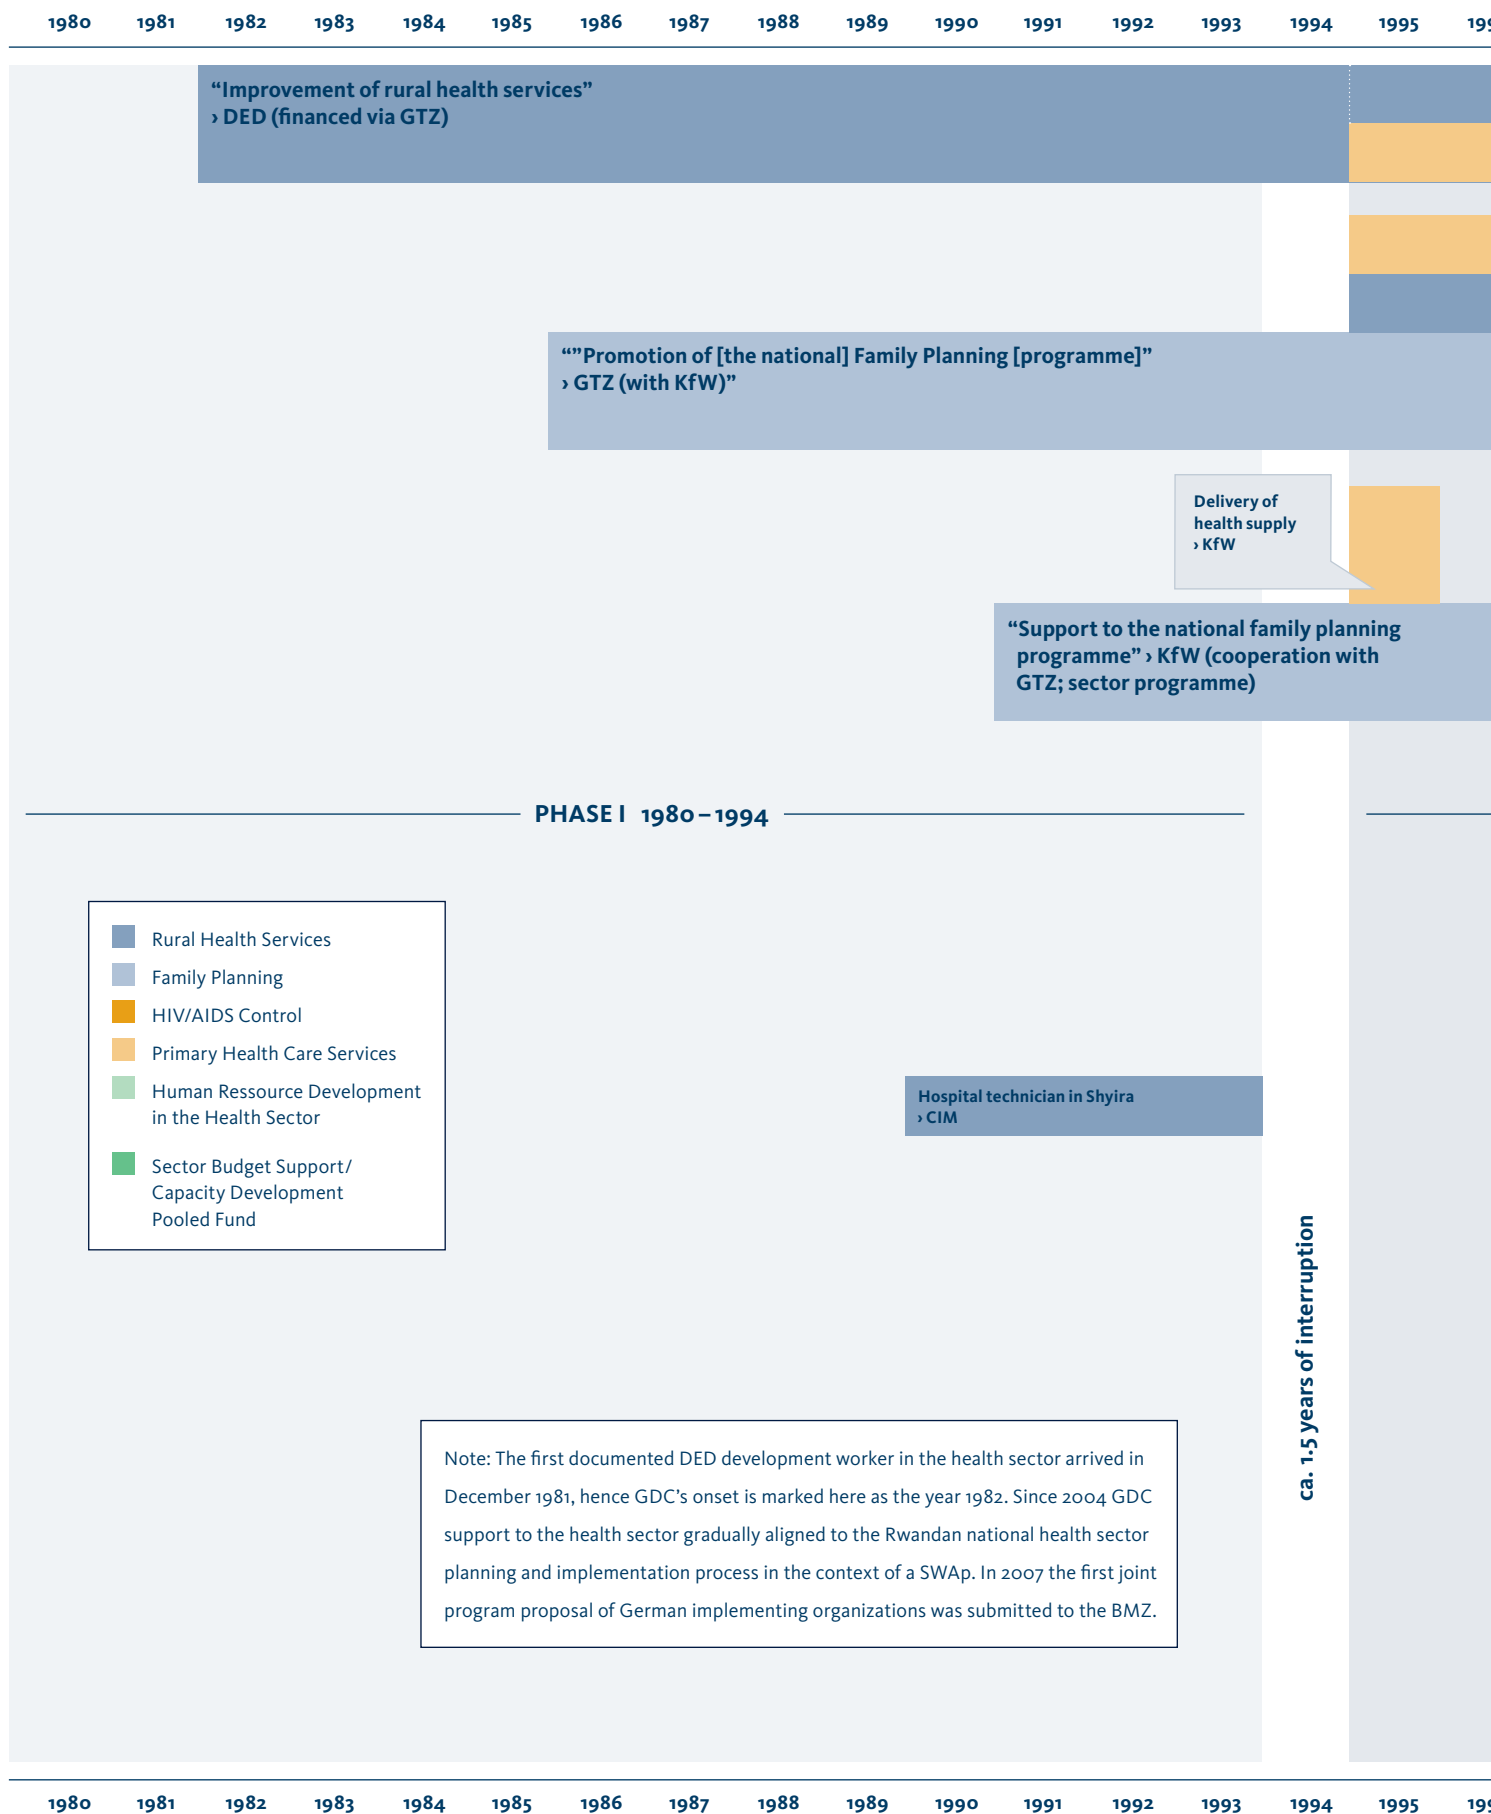 1980 1981 1982 1983 1984 1985 1986 1987 1988 1989 1990 1991 1992 1993 1994 1995
“Improvement of rural health services”
› DED (financed via GTZ)
“”Promotion of [the national] Family Planning [programme]”
› GTZ (with KfW)”
Delivery of
health supply
› KfW
“Support to the national family planning
programme” › KfW (cooperation with
GTZ; sector programme)
PHASE I 1980–1994
Rural Health Services
Family Planning
HIV/AIDS Control
Primary Health Care Services
Human Ressource Development
in the Health Sector
Sector Budget Support/
Capacity Development
Pooled Fund
Hospital technician in Shyira
› CIM
ca. 1.5 years of interruption
Note: The first documented DED development worker in the health sector arrived in
December 1981, hence GDC’s onset is marked here as the year 1982. Since 2004 GDC
support to the health sector gradually aligned to the Rwandan national health sector
planning and implementation process in the context of a SWAp. In 2007 the first joint
program proposal of German implementing organizations was submitted to the BMZ.
1980 1981 1982 1983 1984 1985 1986 1987 1988 1989 1990 1991 1992 1993 1994 1995